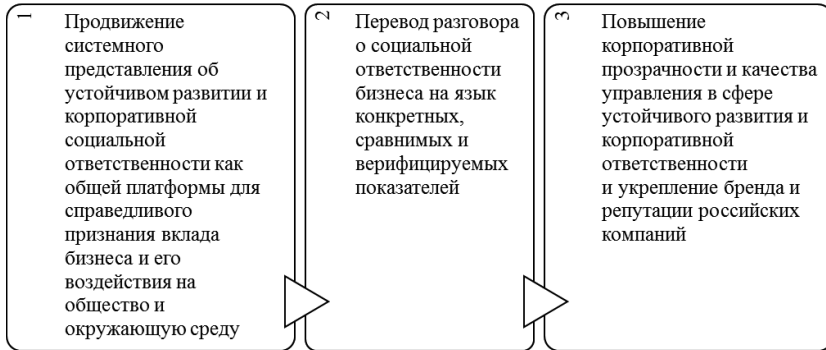 1
Продвижение
системного
представления об
устойчивом развитии и
корпоративной
социальной
ответственности как
общей платформы для
справедливого
признания вклада
бизнеса и его
воздействия на
общество и
окружающую среду
2
Перевод разговора
о социальной
ответственности
бизнеса на язык
конкретных,
сравнимых и
верифицируемых
показателей
3
Повышение
корпоративной
прозрачности и качества
управления в сфере
устойчивого развития и
корпоративной
ответственности
и укрепление бренда и
репутации российских
компаний